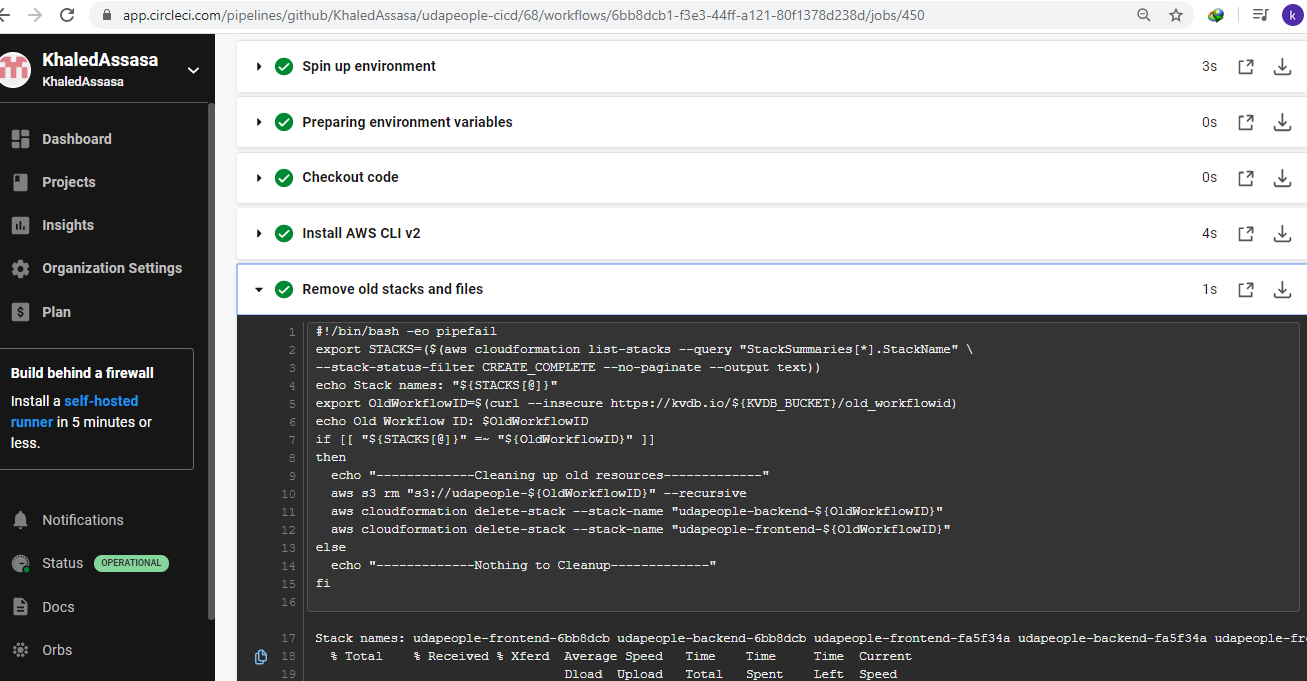 app.circleci.com/pipelines/github/KhaledAssasa/udapeople-cicd/68/workflows/6bb8dcb1-f3e3-44ff-a121-80f1378d238d/jobs/450
k
KhaledAssasa
KhaledAssasa
Dashboard
Projects
Insights
Organization Settings
Plan
Build behind a firewall
Install a self-hosted
runner in 5 minutes or
less.
Notifications
Status OPERATIONAL
Docs
Orbs
Spin up environment 3s
Preparing environment variables 0s
Checkout code 0s
Install AWS CLI v2 4s
Remove old stacks and files 1s
1 #!/bin/bash -eo pipefail
2 export STACKS=($(aws cloudformation list-stacks --query "StackSummaries[*].StackName" \
3 --stack-status-filter CREATE_COMPLETE --no-paginate --output text))
4 echo Stack names: "${STACKS[@]}"
5 export OldWorkflowID=$(curl --insecure https://kvdb.io/${KVDB_BUCKET}/old_workflowid)
6 echo Old Workflow ID: $OldWorkflowID
7 if [[ "${STACKS[@]}" =~ "${OldWorkflowID}" ]]
8 then
9   echo "-------------Cleaning up old resources-------------"
10   aws s3 rm "s3://udapeople-${OldWorkflowID}" --recursive
11   aws cloudformation delete-stack --stack-name "udapeople-backend-${OldWorkflowID}"
12   aws cloudformation delete-stack --stack-name "udapeople-frontend-${OldWorkflowID}"
13 else
14   echo "-------------Nothing to Cleanup-------------"
15 fi
16
17 Stack names: udapeople-frontend-6bb8dcb udapeople-backend-6bb8dcb udapeople-frontend-fa5f34a udapeople-backend-fa5f34a udapeople-fr
18 % Total % Received % Xferd Average Speed Time Time Time Current
19 Dload Upload Total Spent Left Speed